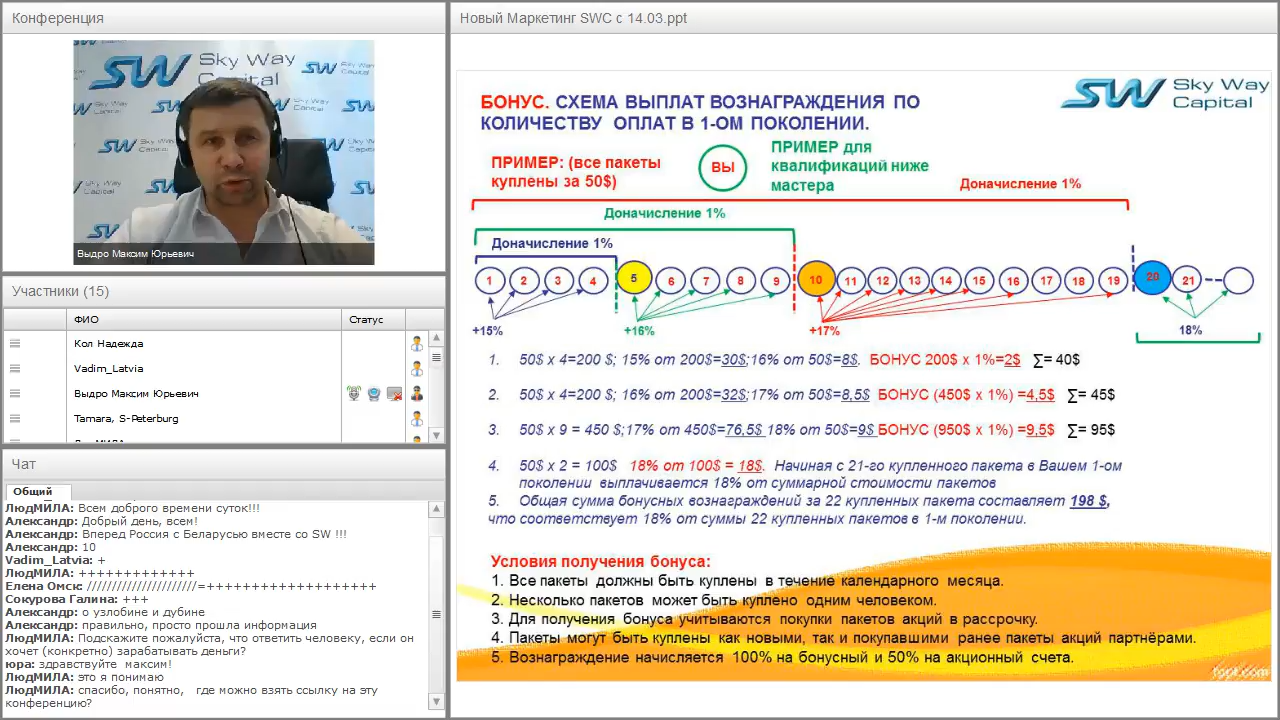 Конференция
Sky Way
Capital
Выдро Максим Юрьевич
Участники (15)
ФИО
Статус
Кол Надежда
Vadim_Latvia
Выдро Максим Юрьевич
Tamara, S-Peterburg
Чат
Общий
ЛюдМИЛА: Всем доброго времени суток!!!
Александр: Добрый день, всем!
Александр: Вперед Россия с Беларусью вместе со SW !!!
Александр: 10
Vadim_Latvia: +
ЛюдМИЛА: +++++++++++++
Елена Омск: /////////////////////=+++++++++++++++++++
Сокурова Галина: +++
Александр: о узлобине и дубине
Александр: правильно, просто прошла информация
ЛюдМИЛА: Подскажите пожалуйста, что ответить человеку, если он
хочет (конкретно) зарабатывать деньги?
юра: здравствуйте максим!
ЛюдМИЛА: это я понимаю
ЛюдМИЛА: спасибо, понятно, где можно взять ссылку на эту
конференцию?
Новый Маркетинг SWC с 14.03.ppt
SW Sky Way
Capital
БОНУС. СХЕМА ВЫПЛАТ ВОЗНАГРАЖДЕНИЯ ПО
КОЛИЧЕСТВУ ОПЛАТ В 1-ОМ ПОКОЛЕНИИ.
ПРИМЕР: (все пакеты
куплены за 50$)
ВЫ
ПРИМЕР для
квалификаций ниже
мастера
Доначисление 1%
Доначисление 1%
Доначисление 1%
1 2 3 4 5 6 7 8 9 10 11 12 13 14 15 16 17 18 19 20 21
+15% +16% +17% 18%
1. 50$ x 4=200 $; 15% от 200$=30$;16% от 50$=8$. БОНУС 200$ x 1%=2$ ∑= 40$
2. 50$ x 4=200 $; 16% от 200$=32$;17% от 50$=8,5$ БОНУС (450$ x 1%) =4,5$ ∑= 45$
3. 50$ x 9 = 450 $;17% от 450$=76,5$ 18% от 50$=9$ БОНУС (950$ x 1%) =9,5$ ∑= 95$
4. 50$ x 2 = 100$ 18% от 100$ = 18$. Начиная с 21-го купленного пакета в Вашем 1-ом
поколении выплачивается 18% от суммарной стоимости пакетов
5. Общая сумма бонусных вознаграждений за 22 купленных пакета составляет 198 $,
что соответствует 18% от суммы 22 купленных пакетов в 1-м поколении.
Условия получения бонуса:
1. Все пакеты должны быть куплены в течение календарного месяца.
2. Несколько пакетов может быть куплено одним человеком.
3. Для получения бонуса учитываются покупки пакетов акций в рассрочку.
4. Пакеты могут быть куплены как новыми, так и покупавшими ранее пакеты акций партнёрами.
5. Вознаграждение начисляется 100% на бонусный и 50% на акционный счета.
fppt.com